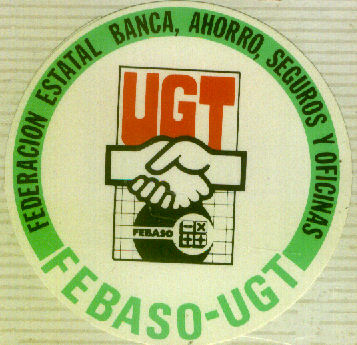 FEDERACION ESTATAL BANCA, AHORRO, SEGUROS Y OFICINAS
UGT
FEBASO
FEBASO-UGT